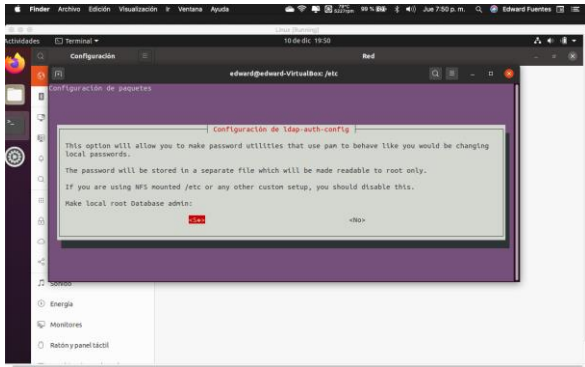 Finder Archivo Edición Visualización Ir Ventana Ayuda 99 % Jue 7:50 p. m. Edward Fuentes
Linux [Running]
Actividades Terminal 10 de dic 19:50
Configuración Red
edward@edward-VirtualBox: /etc
Configuración de paquetes
Configuración de ldap-auth-config
This option will allow you to make password utilities that use pam to behave like you would be changing
local passwords.
The password will be stored in a separate file which will be made readable to root only.
If you are using NFS mounted /etc or any other custom setup, you should disable this.
Make local root Database admin:
<No>
Sonido
Energía
Monitores
Ratón y panel táctil